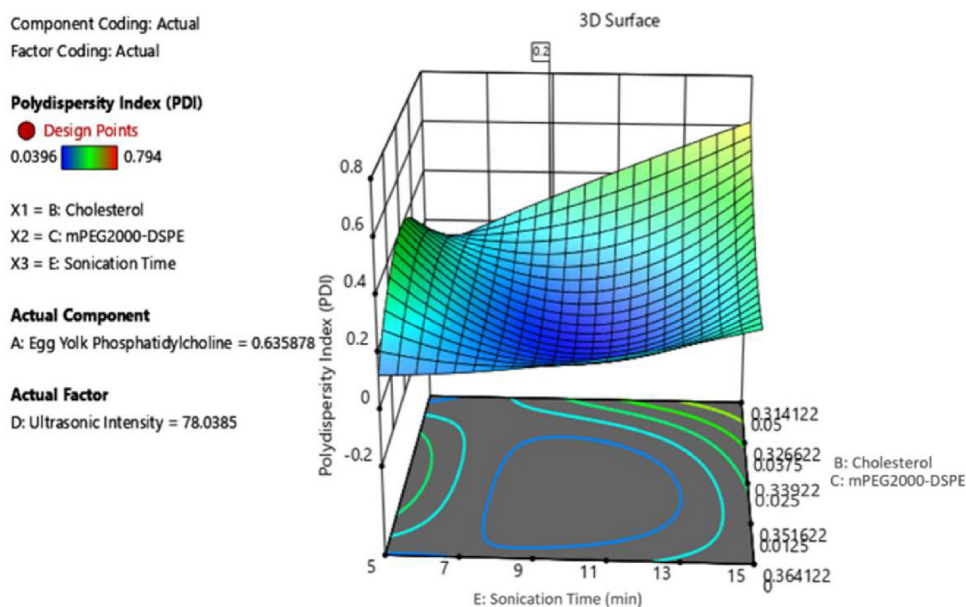 Component Coding: Actual
Factor Coding: Actual
Polydispersity Index (PDI)
Design Points
0.0396 0.794
X1 = B: Cholesterol
X2 = C: mPEG2000-DSPE
X3 = E: Sonication Time
Actual Component
A: Egg Yolk Phosphatidylcholine = 0.635878
Actual Factor
D: Ultrasonic Intensity = 78.0385
3D Surface
0.2
Polydispersity Index (PDI)
0.8
0.6
0.4
0.2
0
-0.2
5 7 9 11 13 15
E: Sonication Time (min)
0.314122
0.05
0.326622
0.0375
0.33922
0.025
0.351622
0.0125
0.364122
0
B: Cholesterol
C: mPEG2000-DSPE